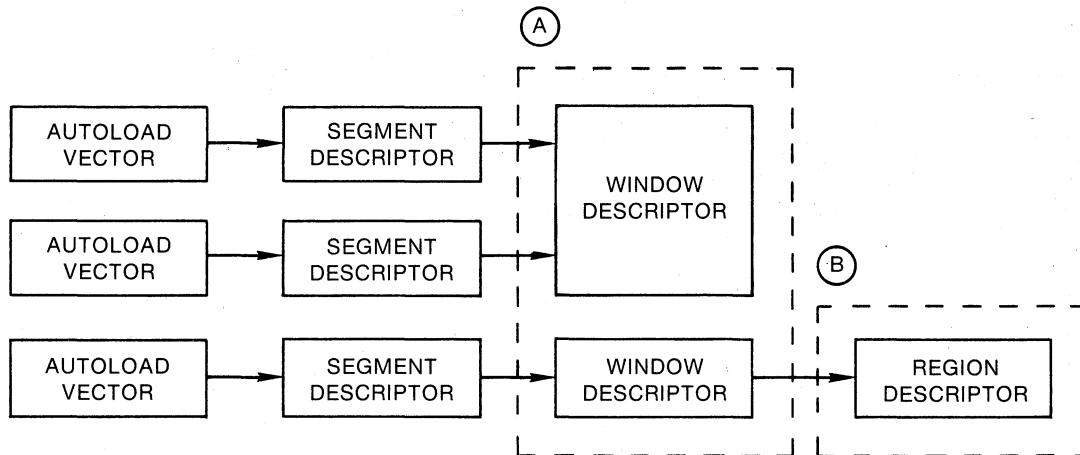 A
AUTOLOAD
VECTOR
SEGMENT
DESCRIPTOR
WINDOW
DESCRIPTOR
AUTOLOAD
VECTOR
SEGMENT
DESCRIPTOR
B
AUTOLOAD
VECTOR
SEGMENT
DESCRIPTOR
WINDOW
DESCRIPTOR
REGION
DESCRIPTOR